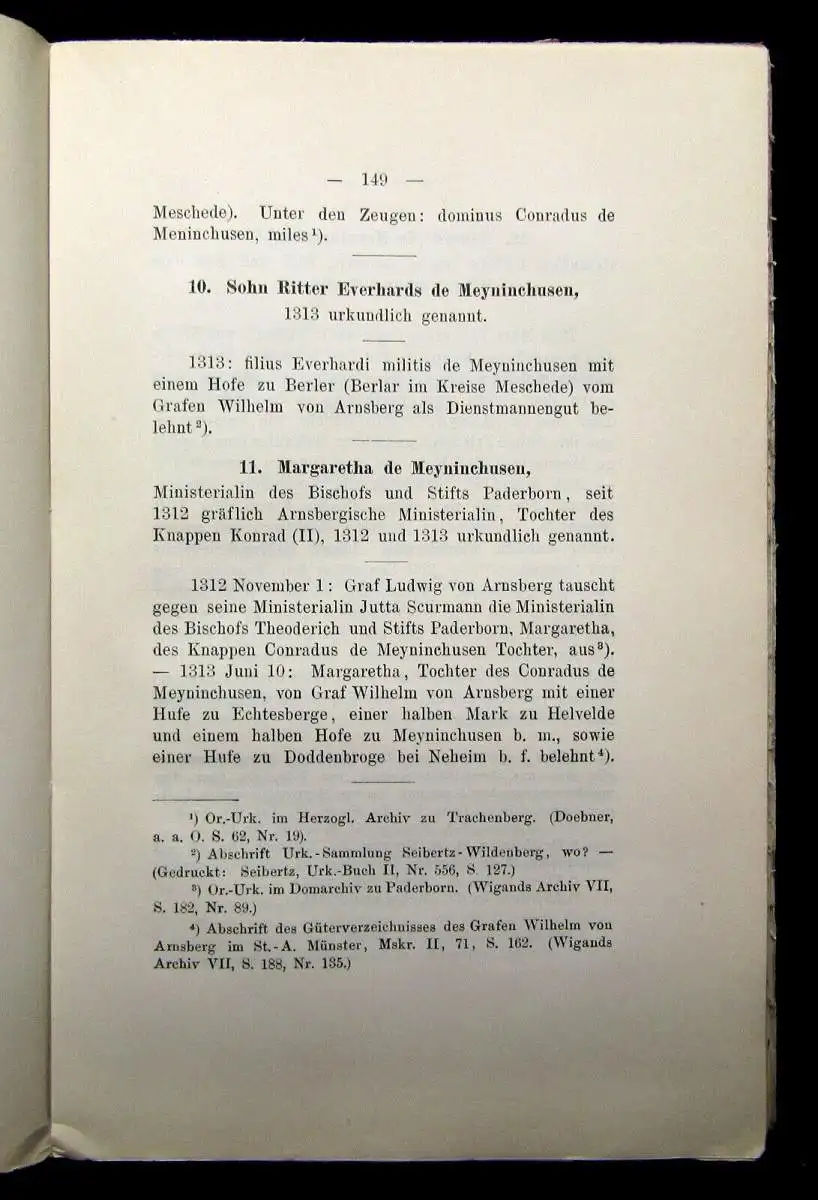 — 149 —
Meschede). Unter den Zeugen: dominus Conradus de
Meninchusen, miles¹).
10. Sohn Ritter Everhards de Meyninchusen,
1313 urkundlich genannt.
1313: filius Everhardi militis de Meyninchusen mit
einem Hofe zu Berler (Berlar im Kreise Meschede) vom
Grafen Wilhelm von Arnsberg als Dienstmannengut be-
lehnt²).
11. Margaretha de Meyninchusen,
Ministerialin des Bischofs und Stifts Paderborn, seit
1312 gräflich Arnsbergische Ministerialin, Tochter des
Knappen Konrad (II), 1312 und 1313 urkundlich genannt.
1312 November 1: Graf Ludwig von Arnsberg tauscht
gegen seine Ministerialin Jutta Scurmann die Ministerialin
des Bischofs Theoderich und Stifts Paderborn, Margaretha,
des Knappen Conradus de Meyninchusen Tochter, aus³).
— 1313 Juni 10: Margaretha, Tochter des Conradus de
Meyninchusen, von Graf Wilhelm von Arnsberg mit einer
Hufe zu Echtesberge, einer halben Mark zu Helvelde
und einem halben Hofe zu Meyninchusen b. m., sowie
einer Hufe zu Doddenbroge bei Neheim b. f. belehnt⁴).
¹) Or.-Urk. im Herzogl. Archiv zu Trachenberg. (Doebner,
a. a. O. S. 62, Nr. 19).
²) Abschrift Urk.-Sammlung Seibertz-Wildenberg, wo? —
(Gedruckt: Seibertz, Urk.-Buch II, Nr. 556, S. 127.)
³) Or.-Urk. im Domarchiv zu Paderborn. (Wigands Archiv VII,
S. 182, Nr. 89.)
⁴) Abschrift des Güterverzeichnisses des Grafen Wilhelm von
Arnsberg im St.-A. Münster, Mskr. II, 71, S. 162. (Wigands
Archiv VII, S. 188, Nr. 135.)